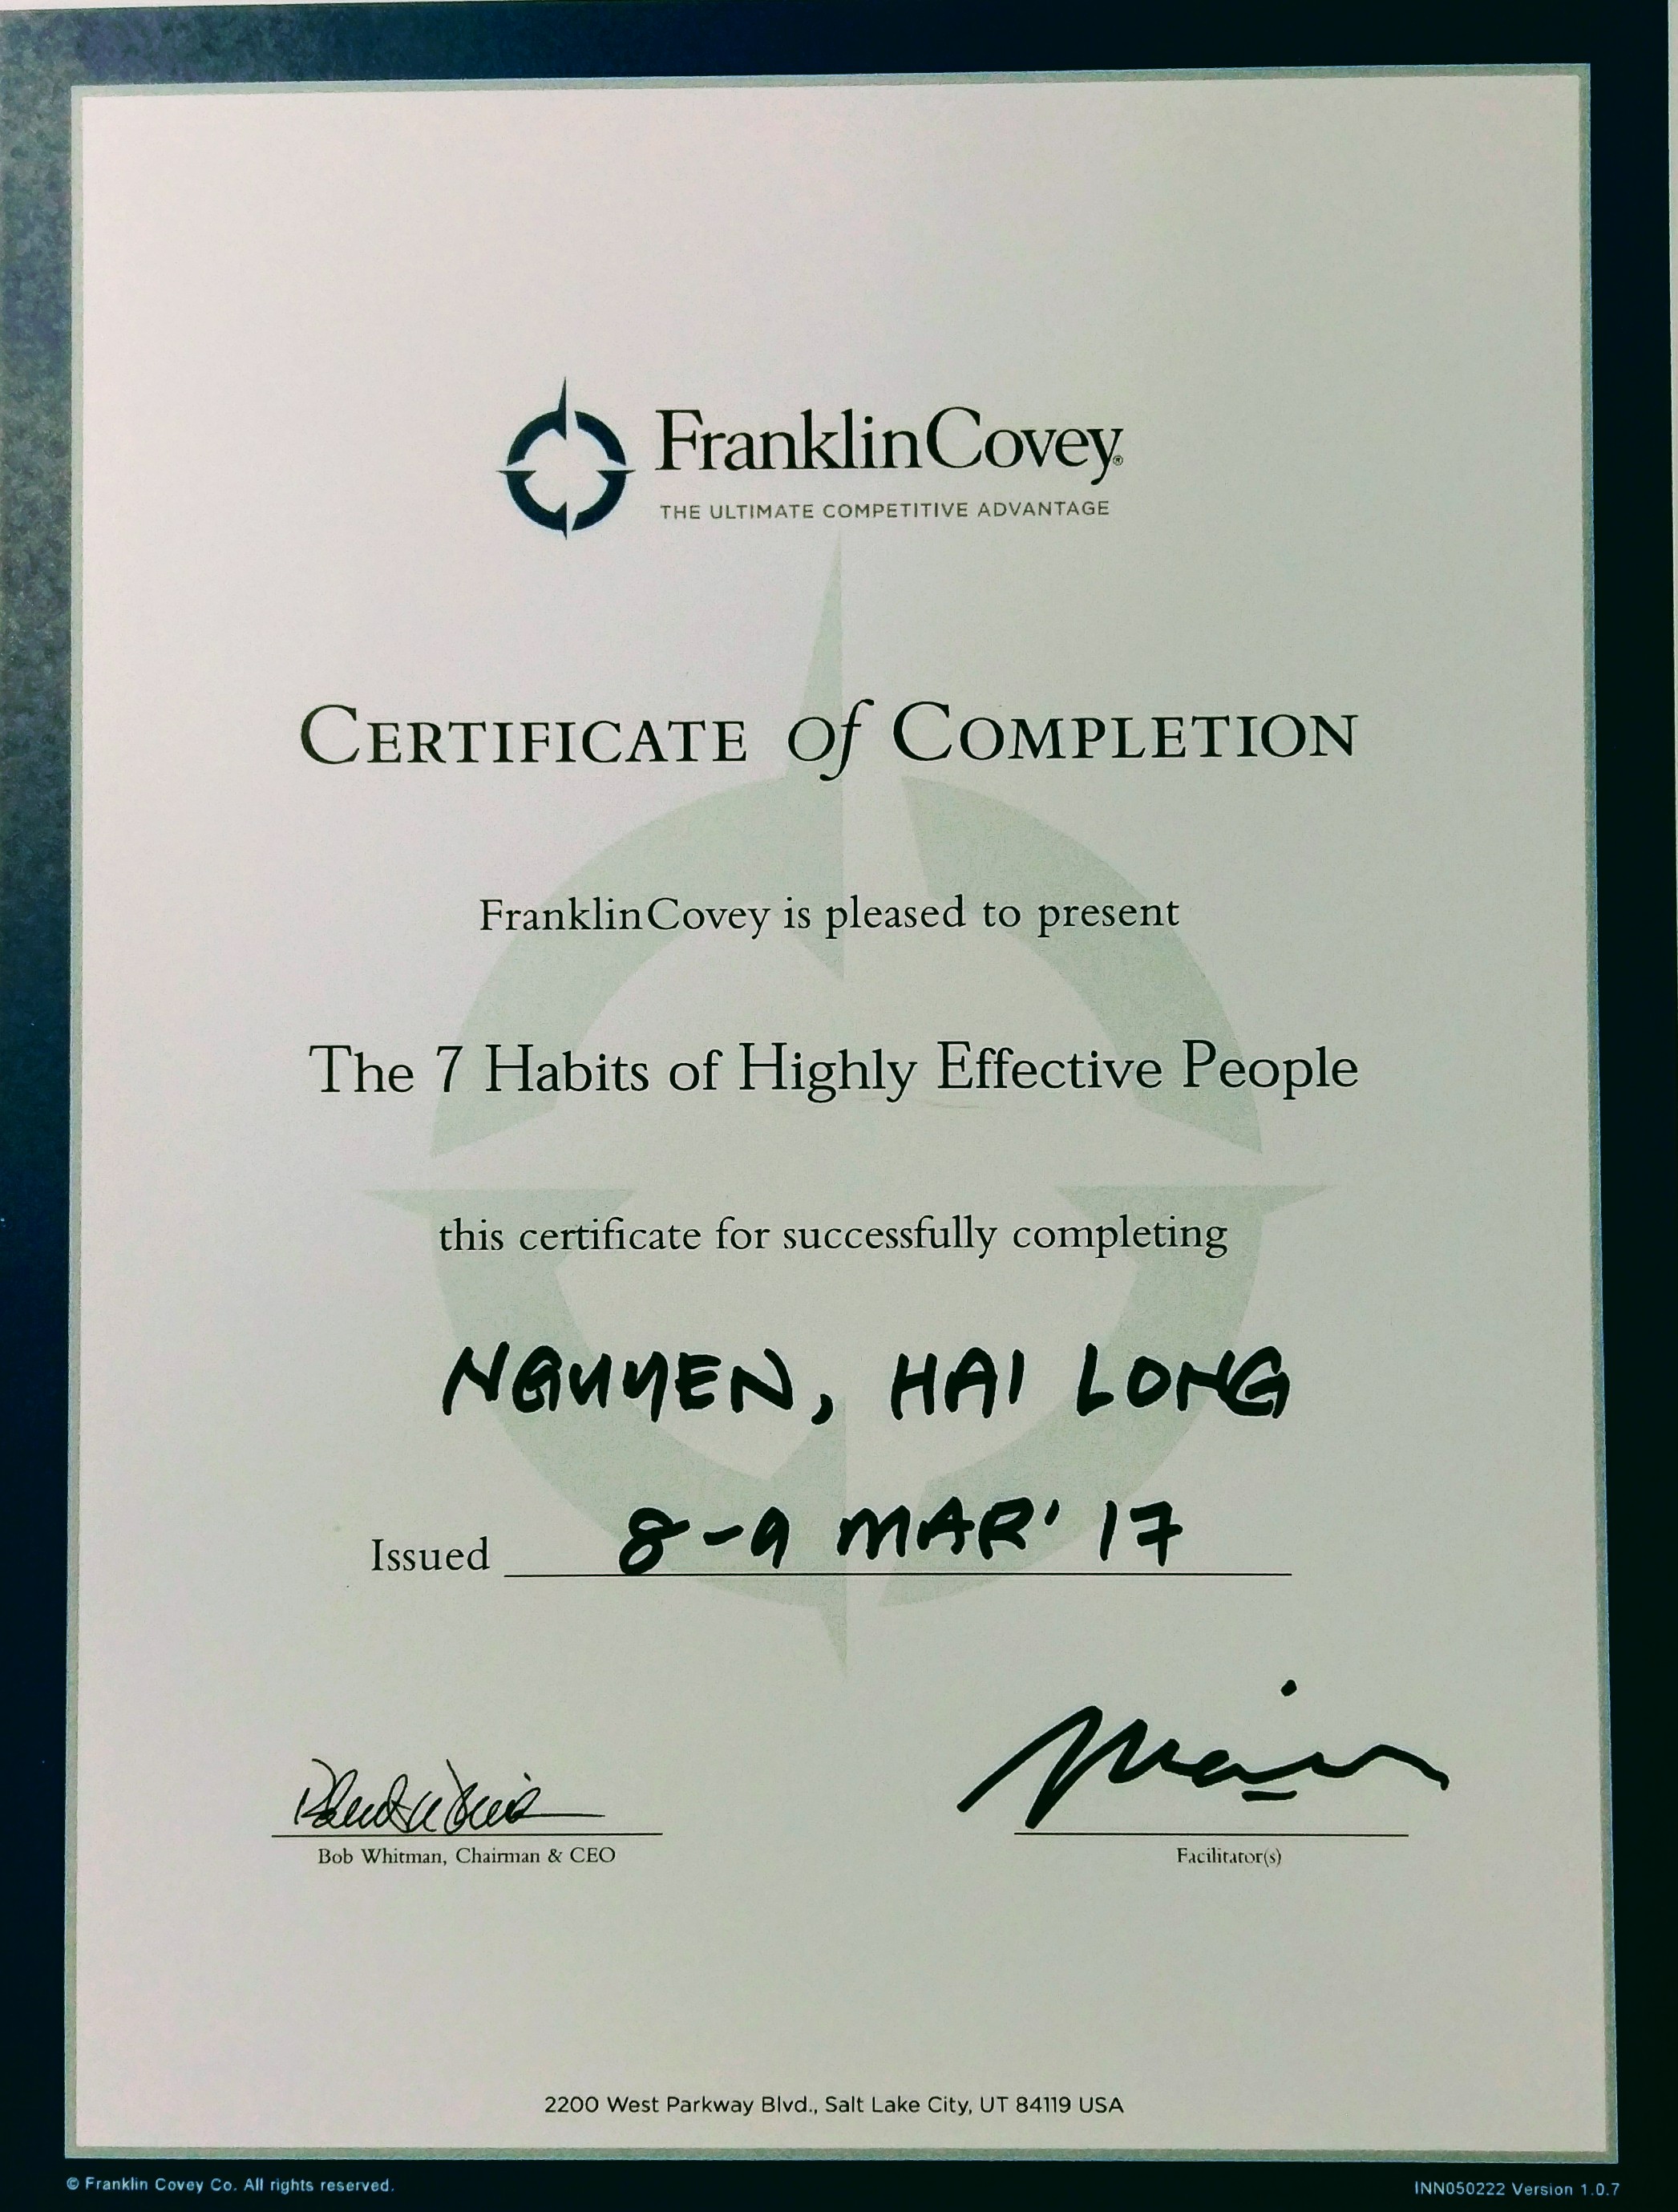 FranklinCovey®
THE ULTIMATE COMPETITIVE ADVANTAGE
CERTIFICATE of COMPLETION
FranklinCovey is pleased to present
The 7 Habits of Highly Effective People
this certificate for successfully completing
NGUYEN, HAI LONG
Issued 8-9 MAR' 17
Bob Whitman, Chairman & CEO
Facilitator(s)
2200 West Parkway Blvd., Salt Lake City, UT 84119 USA
© Franklin Covey Co. All rights reserved.
INN050222 Version 1.0.7